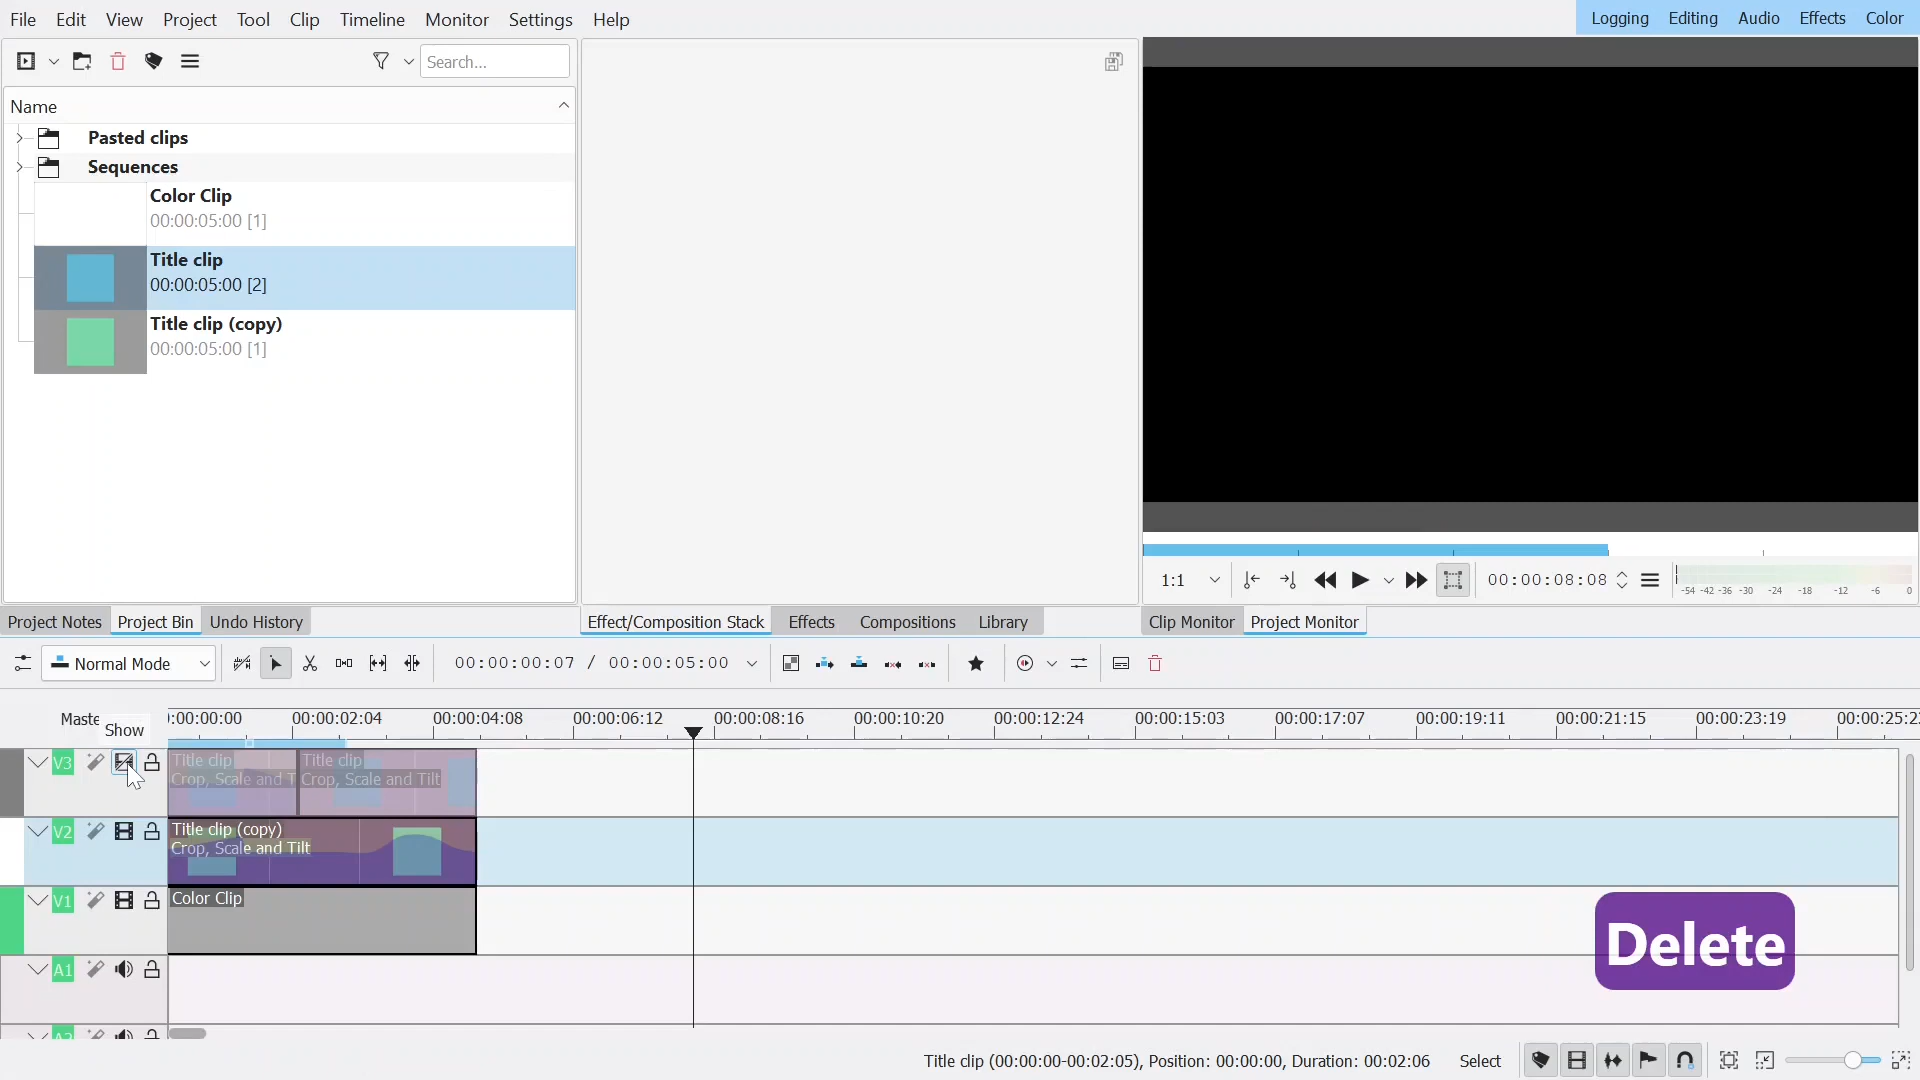 File Edit View Project Tool Clip Timeline Monitor Settings Help
Logging Editing Audio Effects Color
Search...
Name
Pasted clips
Sequences
Color Clip
00:00:05:00 [1]
Title clip
00:00:05:00 [2]
Title clip (copy)
00:00:05:00 [1]
1:1
00:00:08:08
-54 -42 -36 -30 -24 -18 -12 -6 0
Project Notes Project Bin Undo History
Effect/Composition Stack Effects Compositions Library
Clip Monitor Project Monitor
Normal Mode
00:00:00:07 / 00:00:05:00
Maste
Show
:00:00:00 00:00:02:04 00:00:04:08 00:00:06:12 00:00:08:16 00:00:10:20 00:00:12:24 00:00:15:03 00:00:17:07 00:00:19:11 00:00:21:15 00:00:23:19 00:00:25:2
V3
Title clip
Crop, Scale and T
Title clip
Crop, Scale and Tilt
V2
Title clip (copy)
Crop, Scale and Tilt
V1
Color Clip
Delete
A1
Title clip (00:00:00-00:02:05), Position: 00:00:00, Duration: 00:02:06
Select